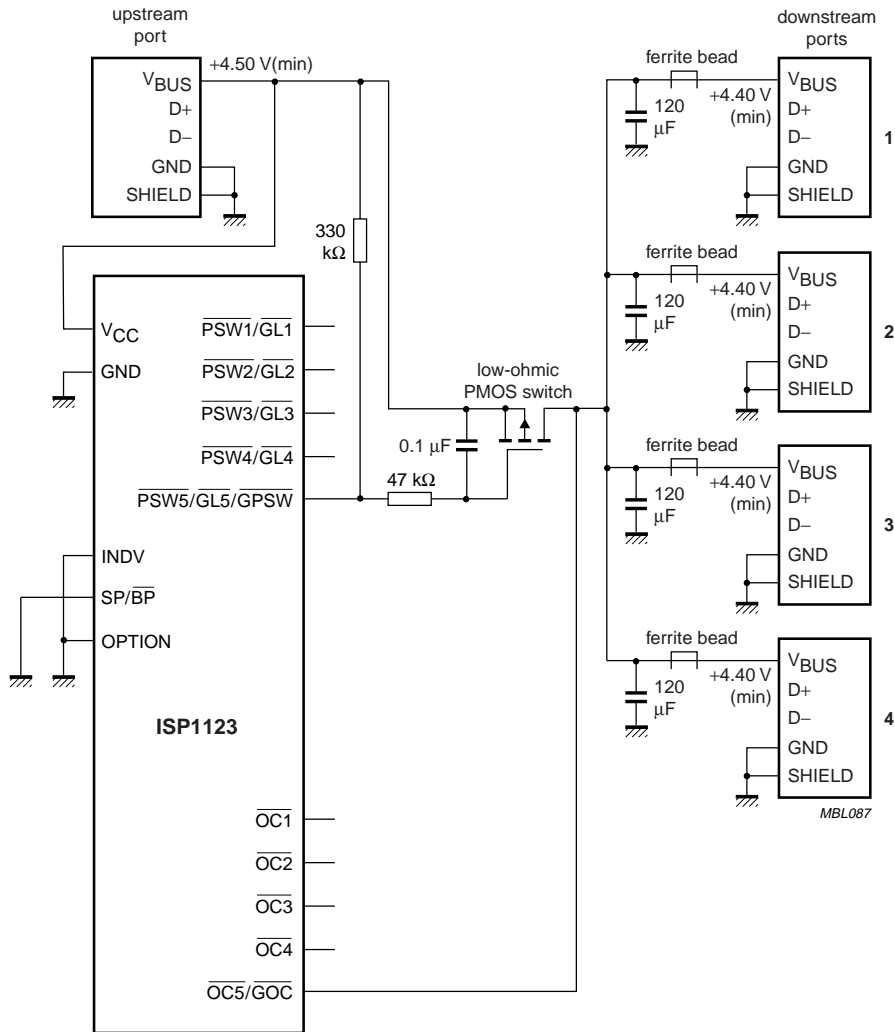 upstream
port
+4.50 V(min)
VBUS
D+
D−
GND
SHIELD
330
kΩ
VCC
GND
PSW1/GL1
PSW2/GL2
PSW3/GL3
PSW4/GL4
PSW5/GL5/GPSW
INDV
SP/BP
OPTION
ISP1123
OC1
OC2
OC3
OC4
OC5/GOC
0.1 μF
47 kΩ
low-ohmic
PMOS switch
downstream
ports
ferrite bead
120
μF
+4.40 V
(min)
VBUS
D+
D−
GND
SHIELD
1
ferrite bead
120
μF
+4.40 V
(min)
VBUS
D+
D−
GND
SHIELD
2
ferrite bead
120
μF
+4.40 V
(min)
VBUS
D+
D−
GND
SHIELD
3
ferrite bead
120
μF
+4.40 V
(min)
VBUS
D+
D−
GND
SHIELD
4
MBL087